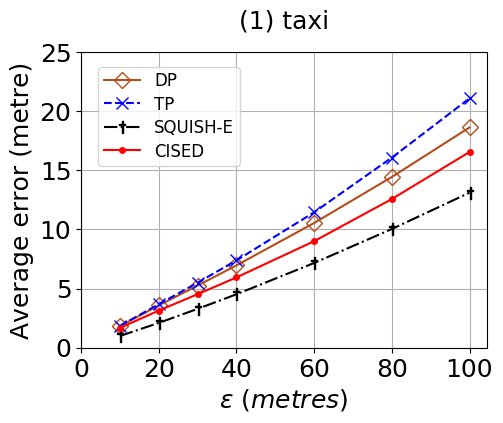 (1) taxi
Average error (metre)
25
20
15
10
5
0
DP
TP
SQUISH-E
CISED
0 20 40 60 80 100
ε (metres)